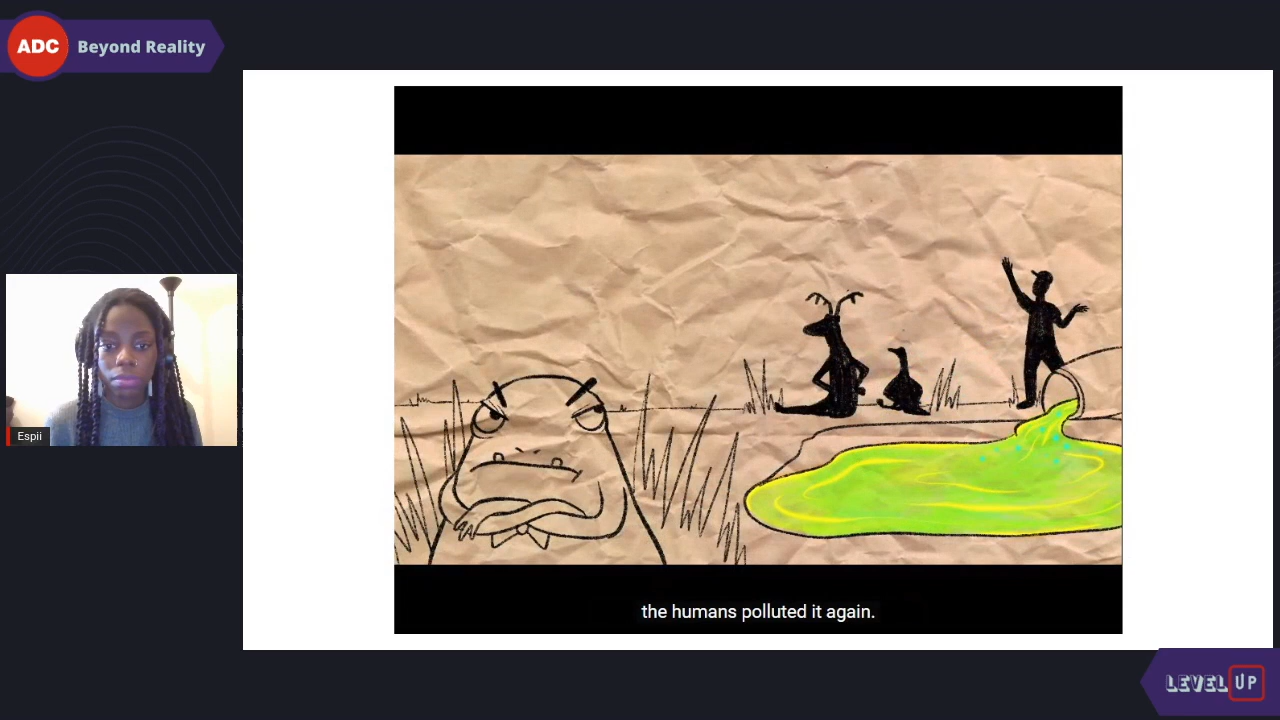 ADC
Beyond Reality
Espii
the humans polluted it again.
LEVEL UP